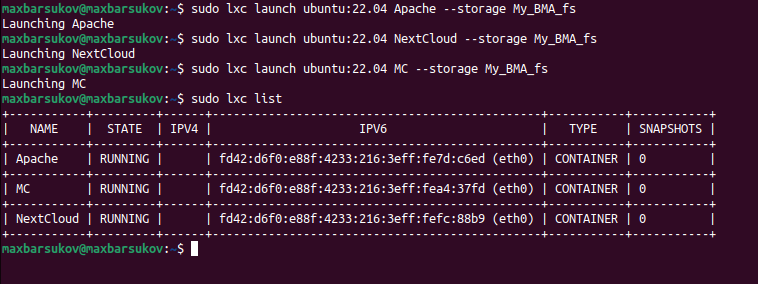 maxbarsukov@maxbarsukov:~$ sudo lxc launch ubuntu:22.04 Apache --storage My_BMA_fs
Launching Apache
maxbarsukov@maxbarsukov:~$ sudo lxc launch ubuntu:22.04 NextCloud --storage My_BMA_fs
Launching NextCloud
maxbarsukov@maxbarsukov:~$ sudo lxc launch ubuntu:22.04 MC --storage My_BMA_fs
Launching MC
maxbarsukov@maxbarsukov:~$ sudo lxc list
+-----------+---------+------+-----------------------------------------------+-----------+-----------+
|   NAME    |  STATE  | IPV4 |                     IPV6                      |   TYPE    | SNAPSHOTS |
+-----------+---------+------+-----------------------------------------------+-----------+-----------+
| Apache    | RUNNING |      | fd42:d6f0:e88f:4233:216:3eff:fe7d:c6ed (eth0) | CONTAINER | 0         |
+-----------+---------+------+-----------------------------------------------+-----------+-----------+
| MC        | RUNNING |      | fd42:d6f0:e88f:4233:216:3eff:fea4:37fd (eth0) | CONTAINER | 0         |
+-----------+---------+------+-----------------------------------------------+-----------+-----------+
| NextCloud | RUNNING |      | fd42:d6f0:e88f:4233:216:3eff:fefc:88b9 (eth0) | CONTAINER | 0         |
+-----------+---------+------+-----------------------------------------------+-----------+-----------+
maxbarsukov@maxbarsukov:~$